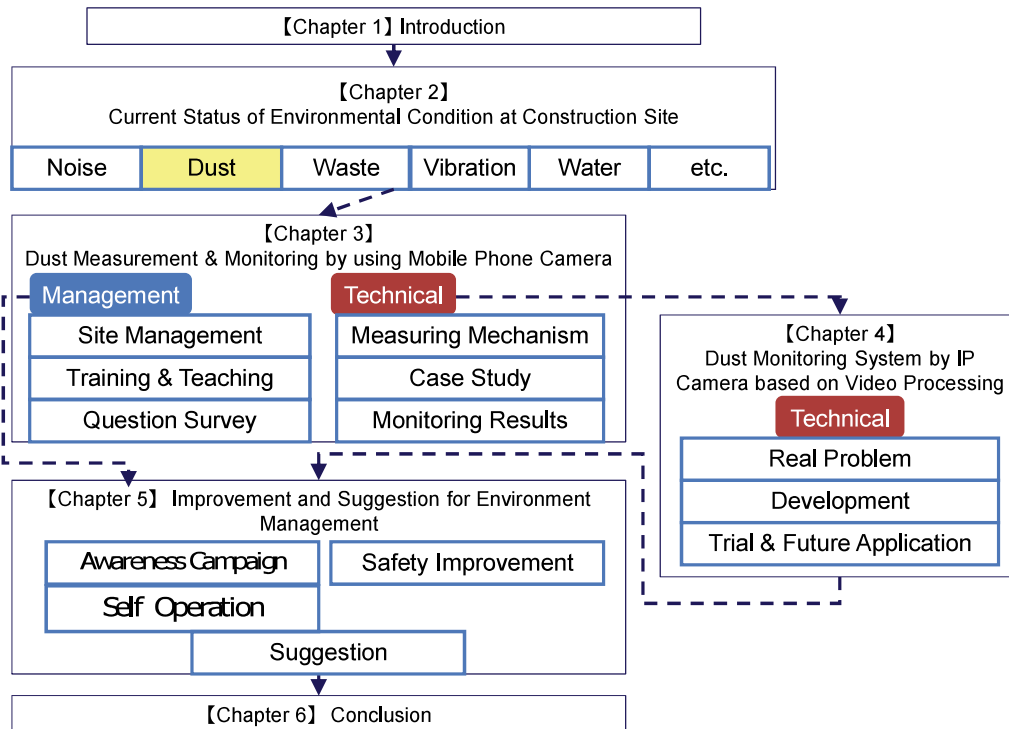 【Chapter 1】 Introduction
【Chapter 2】
Current Status of Environmental Condition at Construction Site
Noise
Dust
Waste
Vibration
Water
etc.
【Chapter 3】
Dust Measurement & Monitoring by using Mobile Phone Camera
Management
Site Management
Training & Teaching
Question Survey
Technical
Measuring Mechanism
Case Study
Monitoring Results
【Chapter 4】
Dust Monitoring System by IP
Camera based on Video Processing
Technical
Real Problem
Development
Trial & Future Application
【Chapter 5】 Improvement and Suggestion for Environment
Management
Awareness Campaign
Self Operation
Safety Improvement
Suggestion
【Chapter 6】 Conclusion